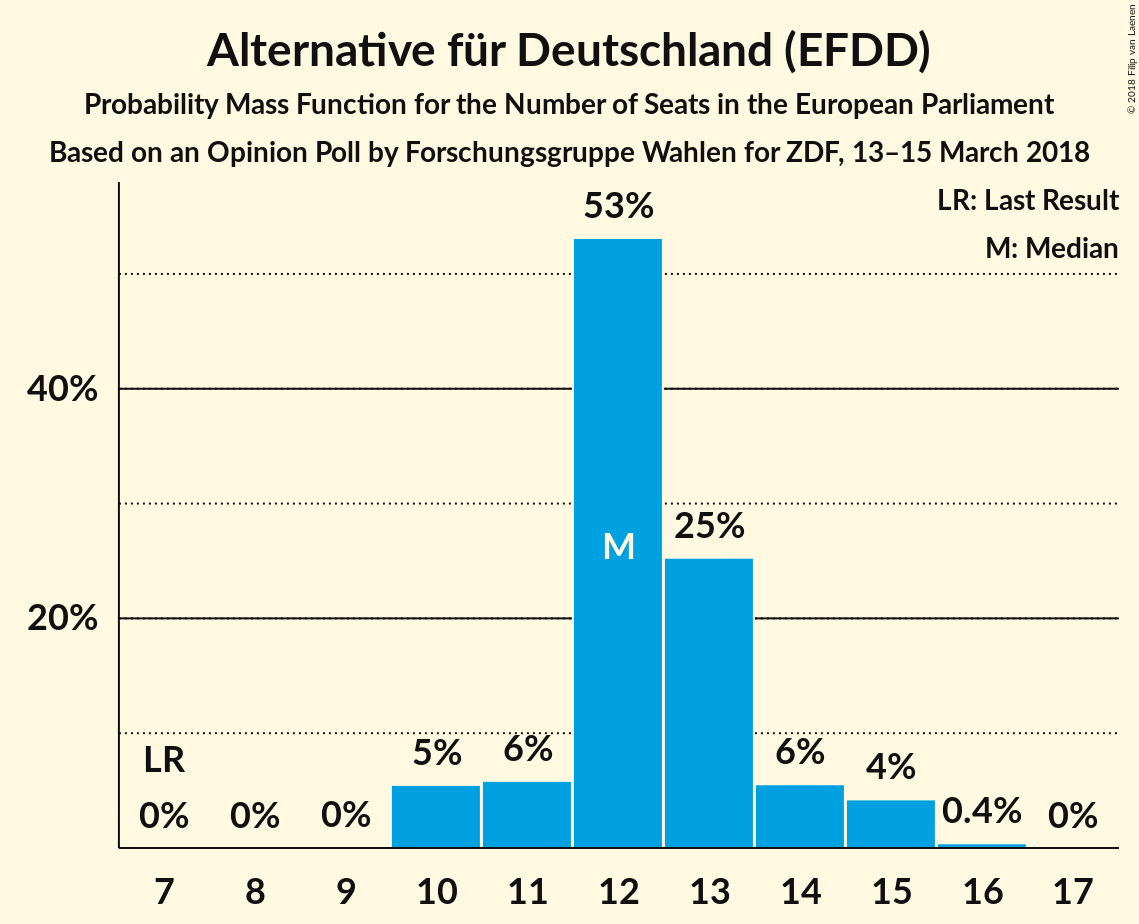 Alternative für Deutschland (EFDD)
Probability Mass Function for the Number of Seats in the European Parliament
Based on an Opinion Poll by Forschungsgruppe Wahlen for ZDF, 13–15 March 2018
© 2018 Filip van Laenen
LR: Last Result
M: Median
53%
40%
25%
M
20%
LR
5%
6%
6%
4%
0%
0%
0%
0.4%
0%
7 8 9 10 11 12 13 14 15 16 17